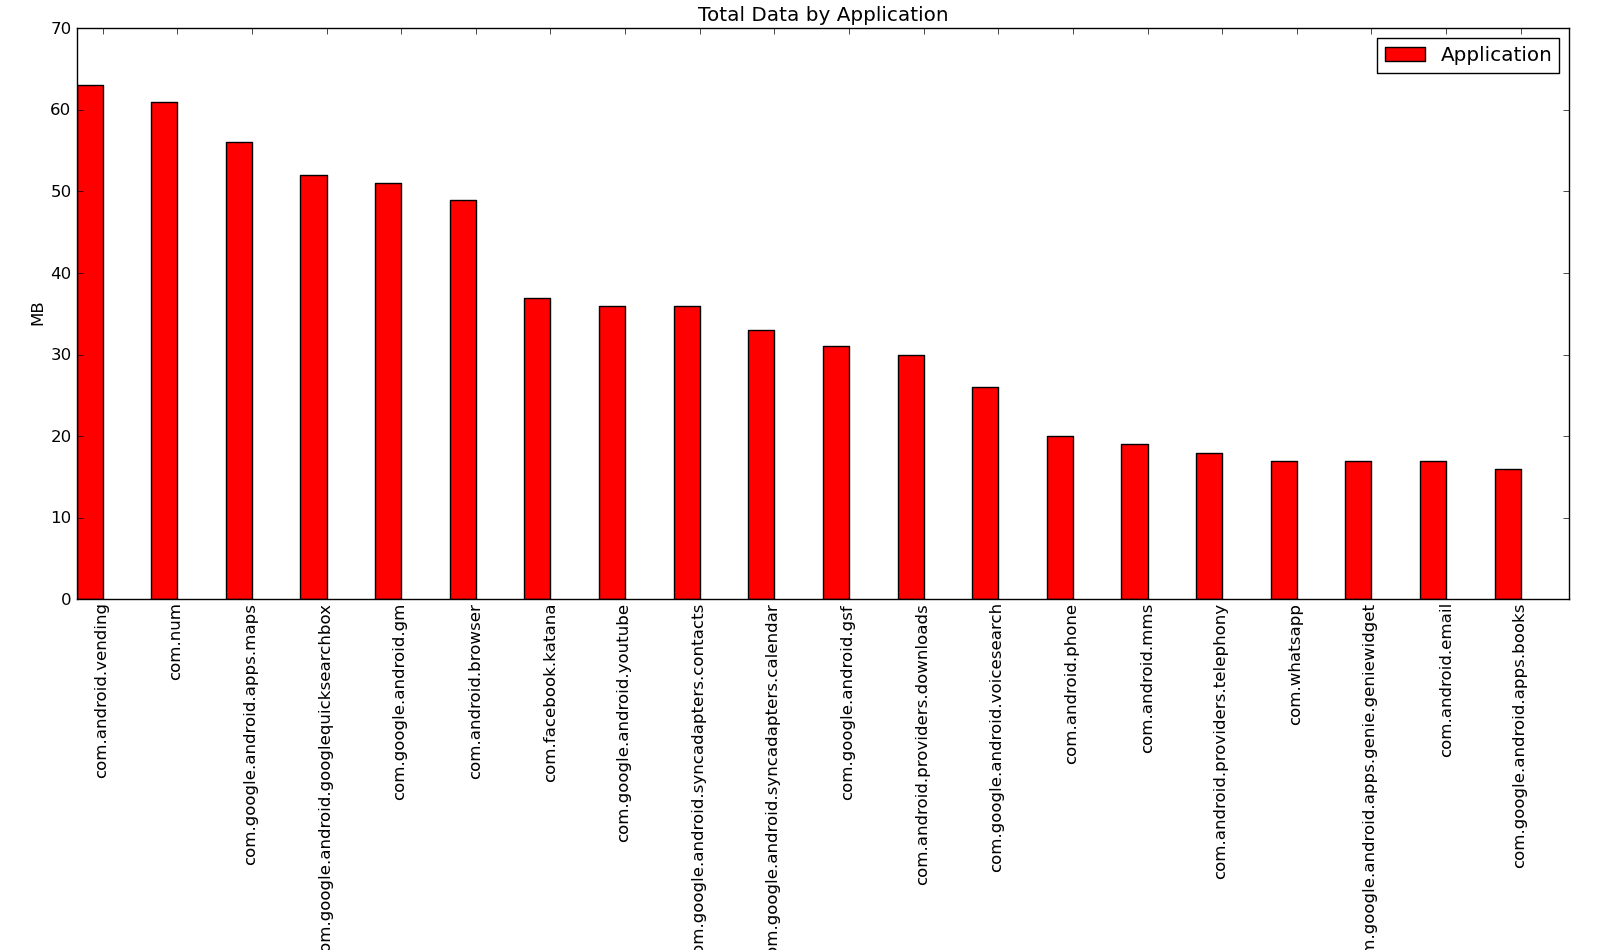 Total Data by Application
Application
MB
70
60
50
40
30
20
10
0
com.android.vending
com.num
com.google.android.apps.maps
om.google.android.googlequicksearchbox
com.google.android.gm
com.android.browser
com.facebook.katana
com.google.android.youtube
om.google.android.syncadapters.contacts
om.google.android.syncadapters.calendar
com.google.android.gsf
com.android.providers.downloads
com.google.android.voicesearch
com.android.phone
com.android.mms
com.android.providers.telephony
com.whatsapp
m.google.android.apps.genie.geniewidget
com.android.email
com.google.android.apps.books